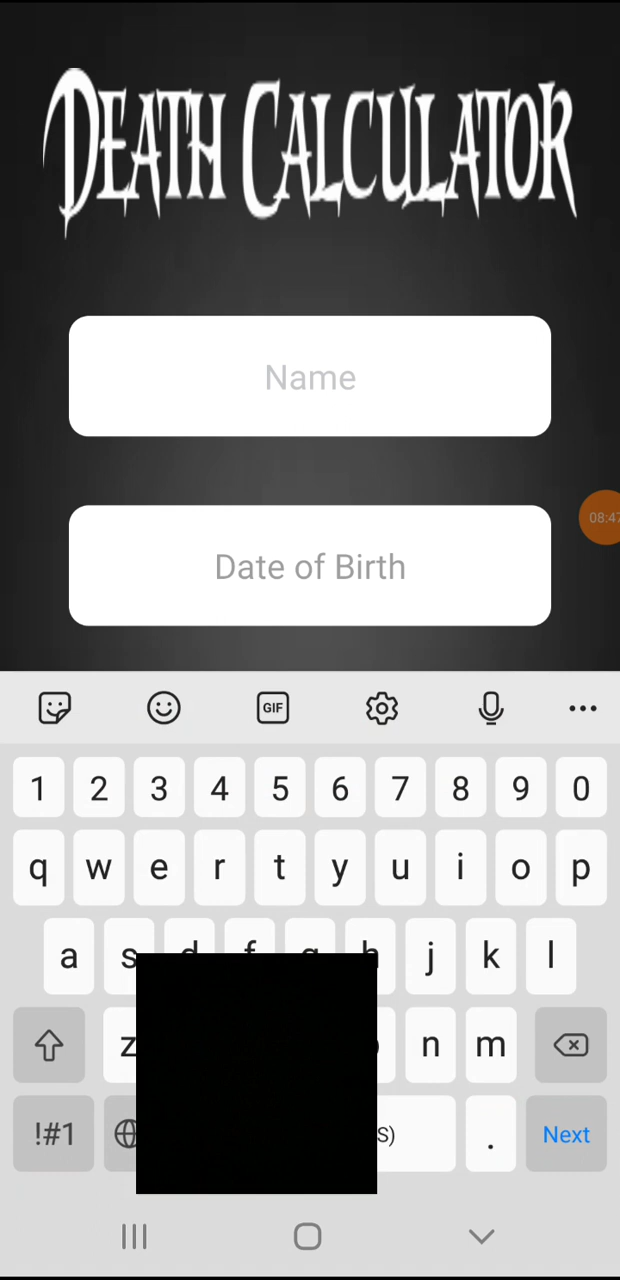 DEATH CALCULATOR
Name
08:47
Date of Birth
GIF
1 2 3 4 5 6 7 8 9 0
q w e r t y u i o p
a s d f g h j k l
z n m
!#1 S) . Next